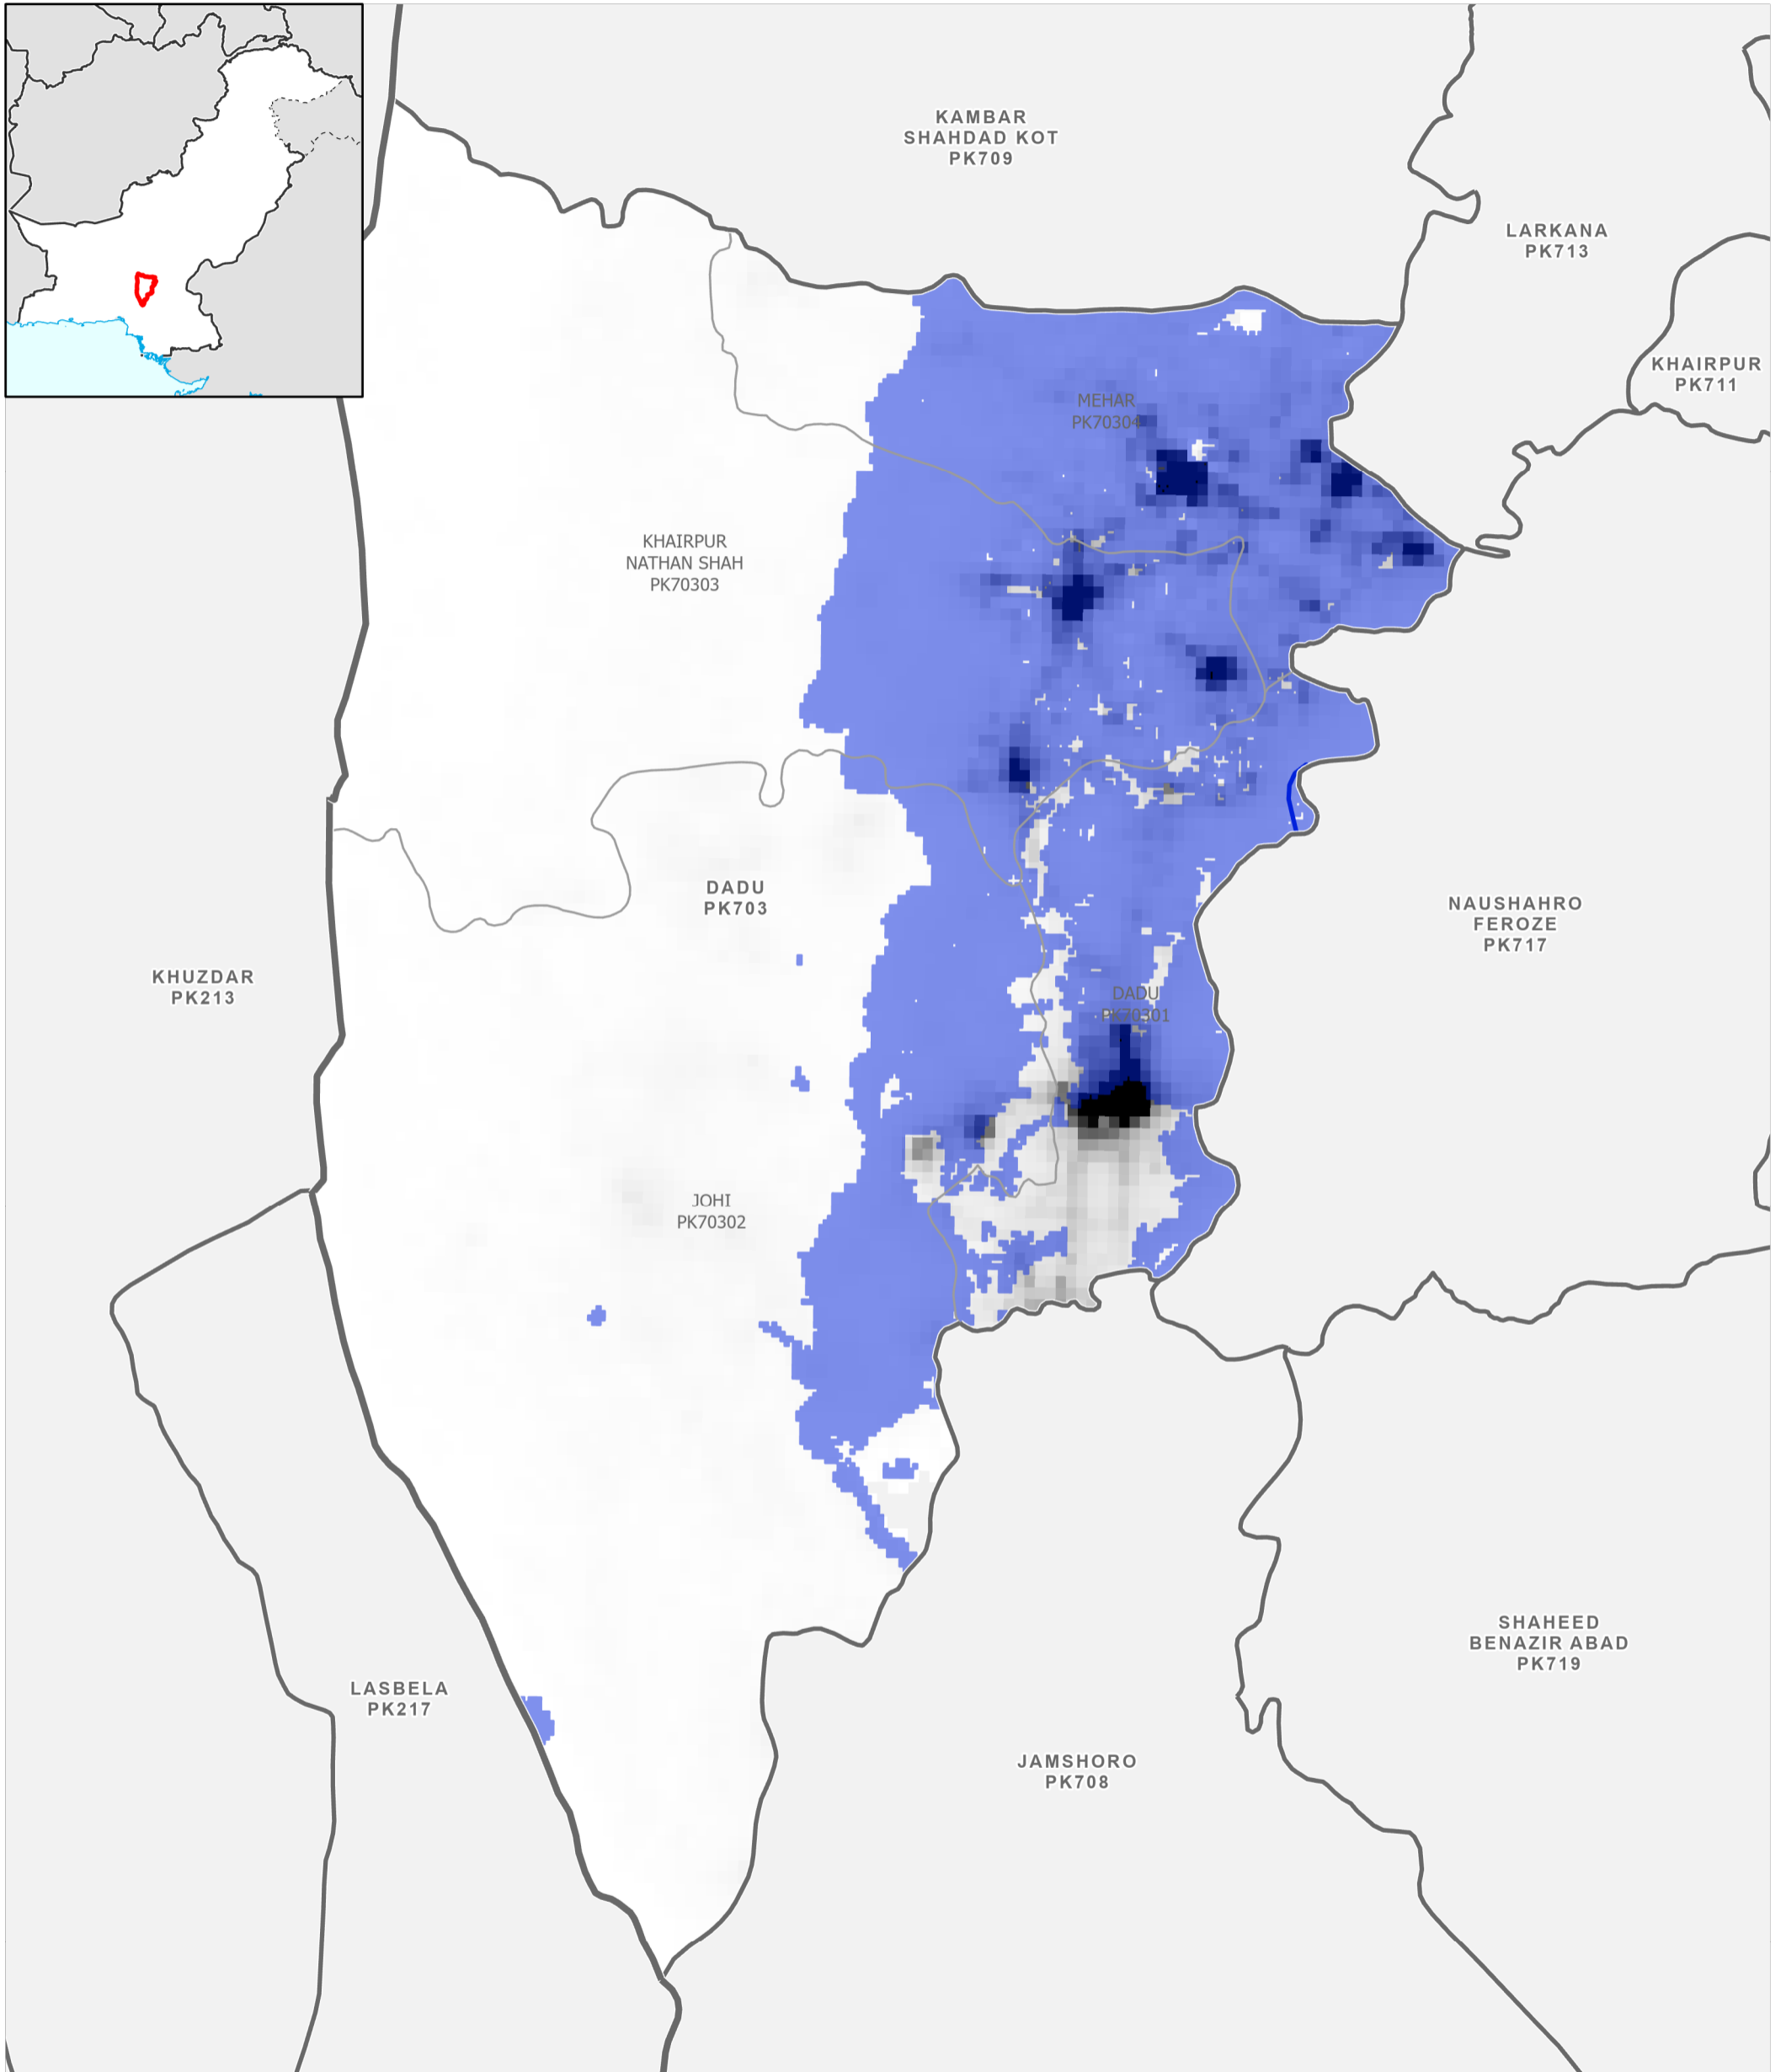 KAMBAR
SHAHDAD KOT
PK709
LARKANA
PK713
KHAIRPUR
PK711
MEHAR
PK70304
KHAIRPUR
NATHAN SHAH
PK70303
DADU
PK703
NAUSHAHRO
FEROZE
PK717
KHUZDAR
PK213
DADU
PK70301
JOHI
PK70302
SHAHEED
BENAZIR ABAD
PK719
LASBELA
PK217
JAMSHORO
PK708